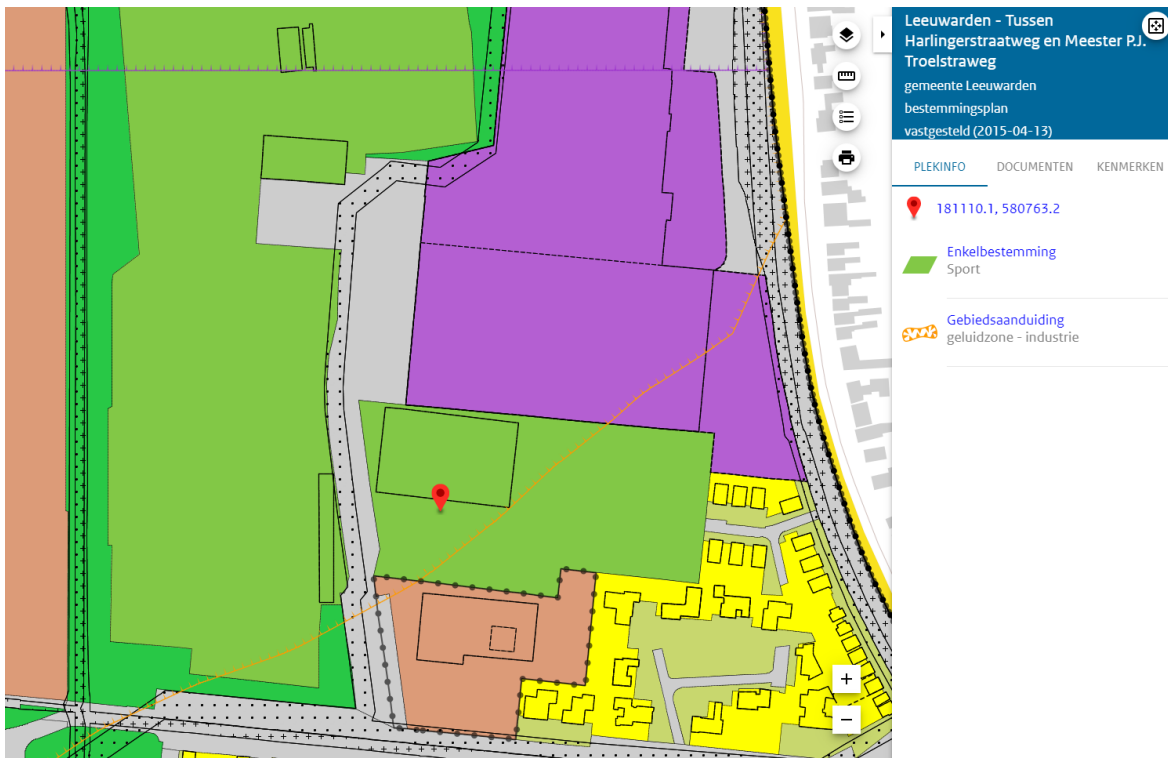 Leeuwarden - Tussen
Harlingerstraatweg en Meester P.J.
Troelstraweg
gemeente Leeuwarden
bestemmingsplan
vastgesteld (2015-04-13)
PLEKINFO DOCUMENTEN KENMERKEN
181110.1, 580763.2
Enkelbestemming
Sport
Gebiedsaanduiding
geluidzone - industrie
+
−